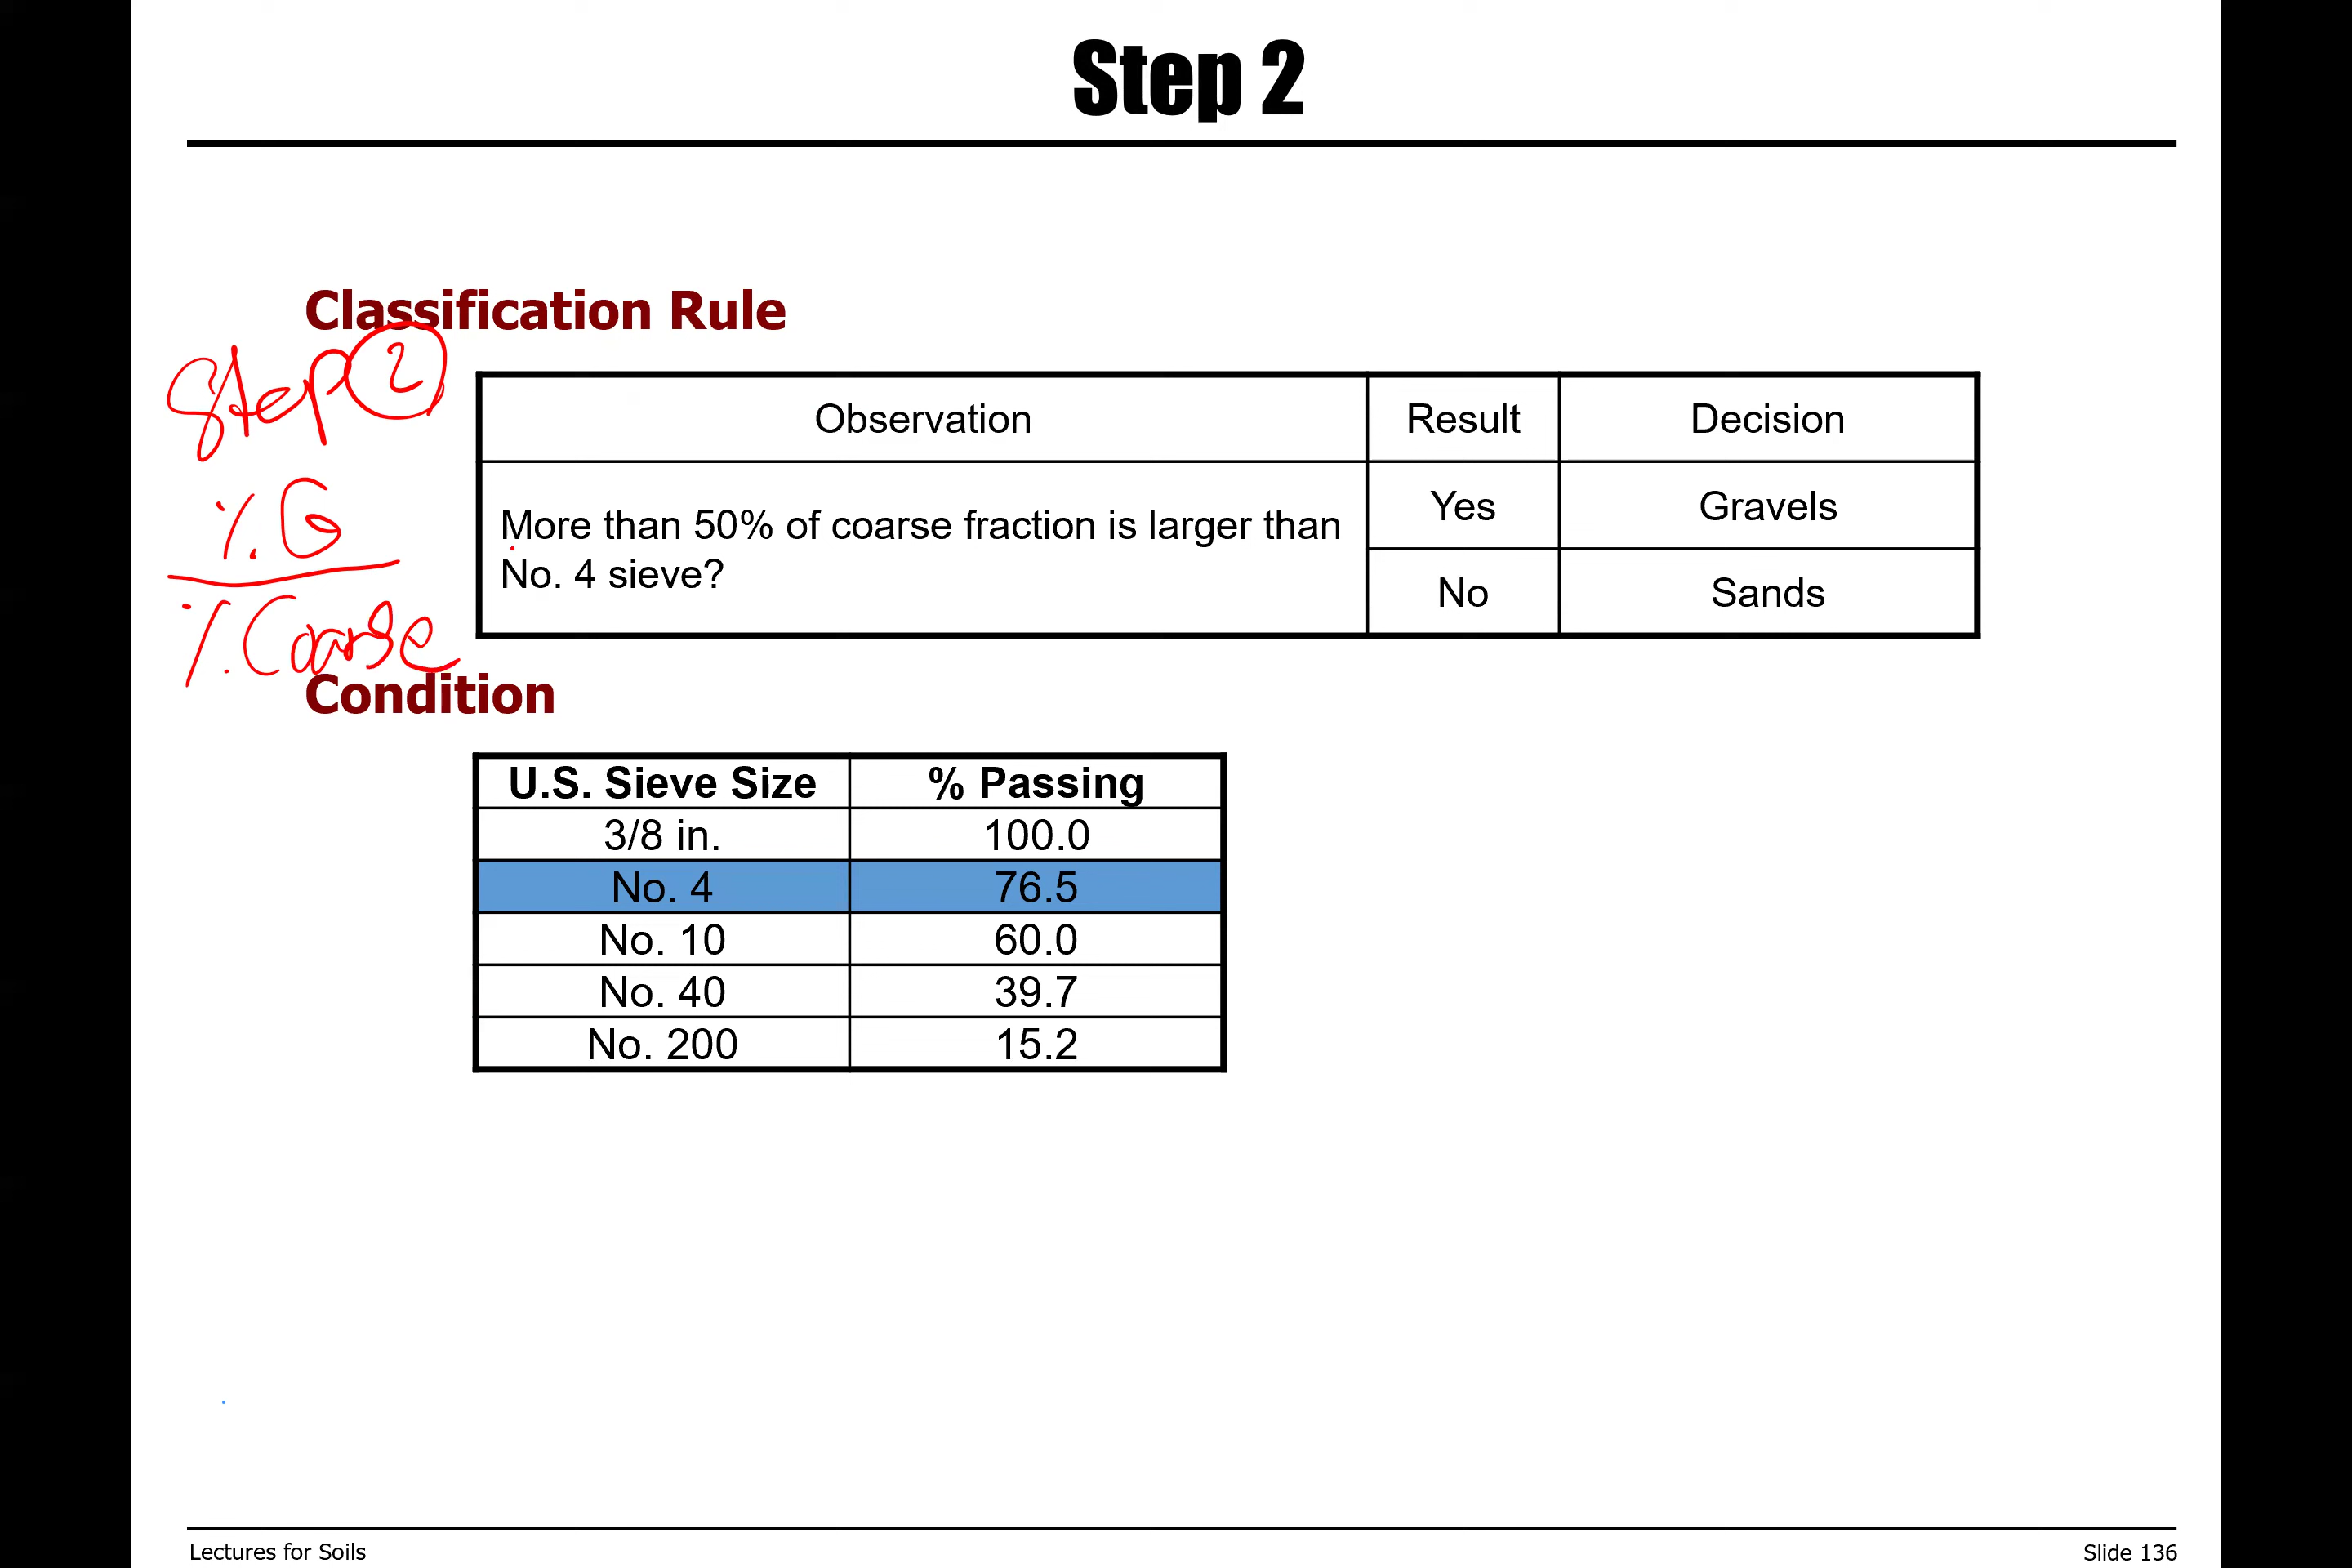 Step 2
Classification Rule
Step 2
Observation Result Decision
More than 50% of coarse fraction is larger than No. 4 sieve? Yes Gravels
No Sands
%G
%Coarse
Condition
U.S. Sieve Size % Passing
3/8 in. 100.0
No. 4 76.5
No. 10 60.0
No. 40 39.7
No. 200 15.2
Lectures for Soils Slide 136